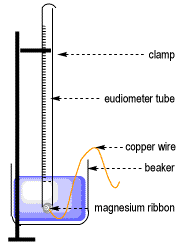 clamp
eudiometer tube
copper wire
beaker
magnesium ribbon